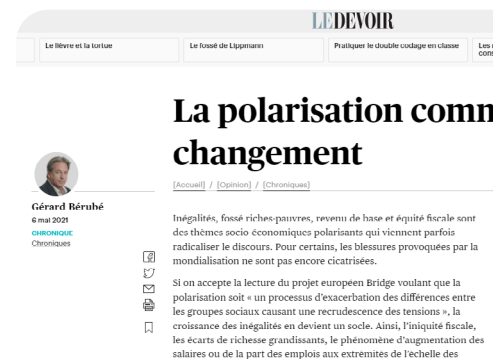 LE DEVOIR
Le lièvre et la tortue
Le fossé de Lippmann
Pratiquer le double codage en classe
Les
cons
La polarisation comm
changement
[Accueil] / [Opinion] / [Chroniques]
Gérard Bérubé
6 mai 2021
CHRONIQUE
Chroniques
Inégalités, fossé riches-pauvres, revenu de base et équité fiscale sont
des thèmes socio-économiques polarisants qui viennent parfois
radicaliser le discours. Pour certains, les blessures provoquées par la
mondialisation ne sont pas encore cicatrisées.
Si on accepte la lecture du projet européen Bridge voulant que la
polarisation soit « un processus d'exacerbation des différences entre
les groupes sociaux causant une recrudescence des tensions », la
croissance des inégalités en devient un socle. Ainsi, l'iniquité fiscale,
les écarts de richesse grandissants, le phénomène d'augmentation des
salaires ou de la part des emplois aux extrémités de l'échelle des